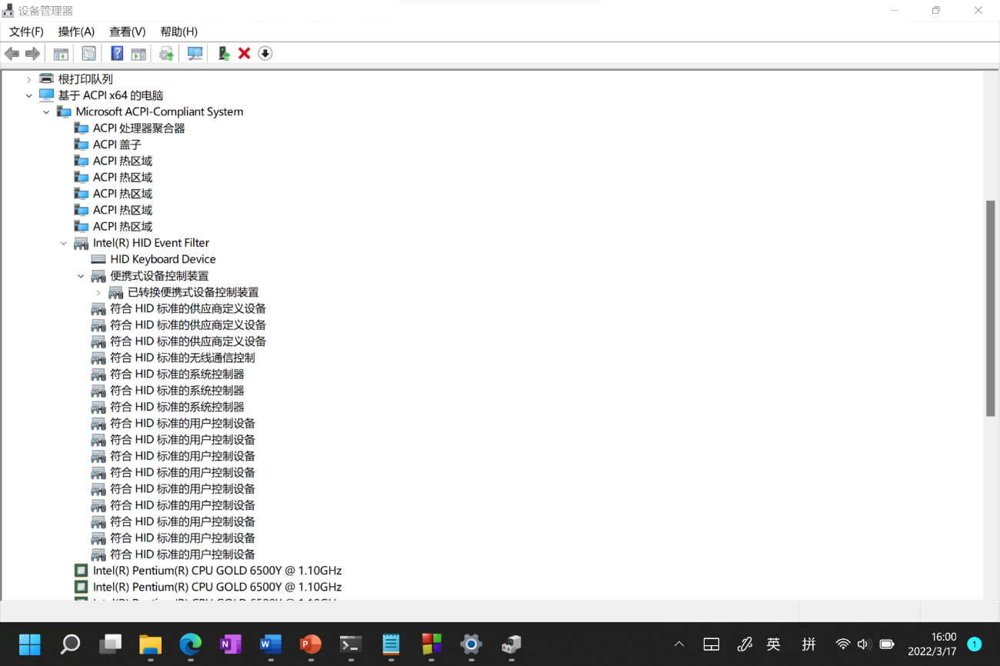 设备管理器
文件(F) 操作(A) 查看(V) 帮助(H)
根打印队列
基于 ACPI x64 的电脑
Microsoft ACPI-Compliant System
ACPI 处理器聚合器
ACPI 盖子
ACPI 热区域
ACPI 热区域
ACPI 热区域
ACPI 热区域
ACPI 热区域
Intel(R) HID Event Filter
HID Keyboard Device
便携式设备控制装置
已转换便携式设备控制装置
符合 HID 标准的供应商定义设备
符合 HID 标准的供应商定义设备
符合 HID 标准的供应商定义设备
符合 HID 标准的无线通信控制
符合 HID 标准的系统控制器
符合 HID 标准的系统控制器
符合 HID 标准的系统控制器
符合 HID 标准的用户控制设备
符合 HID 标准的用户控制设备
符合 HID 标准的用户控制设备
符合 HID 标准的用户控制设备
符合 HID 标准的用户控制设备
符合 HID 标准的用户控制设备
符合 HID 标准的用户控制设备
符合 HID 标准的用户控制设备
符合 HID 标准的用户控制设备
Intel(R) Pentium(R) CPU GOLD 6500Y @ 1.10GHz
Intel(R) Pentium(R) CPU GOLD 6500Y @ 1.10GHz
Intel(R) Pentium(R) CPU GOLD 6500Y @ 1.10GHz
英 拼 16:00
2022/3/17 1